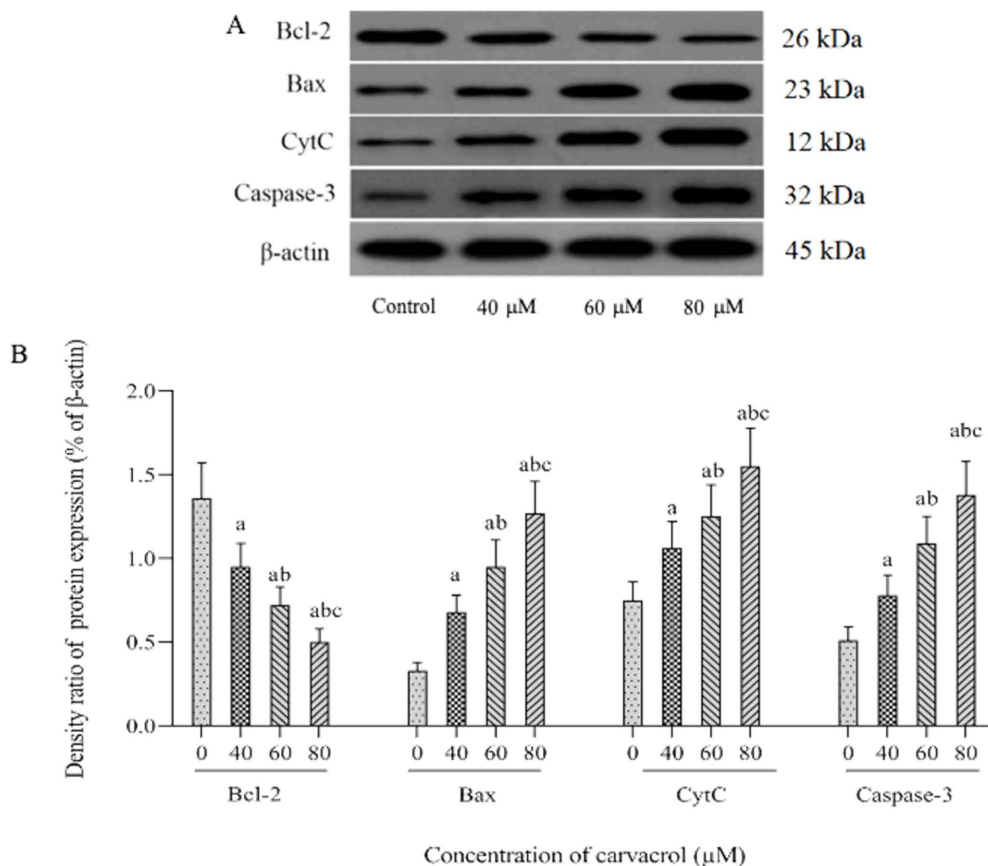 A
Bcl-2 26 kDa
Bax 23 kDa
CytC 12 kDa
Caspase-3 32 kDa
β-actin 45 kDa
Control 40 μM 60 μM 80 μM
B
Density ratio of protein expression (% of β-actin)
2.0
1.5
1.0
0.5
0.0
a ab abc
a ab abc
a ab abc
a ab abc
0 40 60 80 0 40 60 80 0 40 60 80 0 40 60 80
Bcl-2 Bax CytC Caspase-3
Concentration of carvacrol (μM)